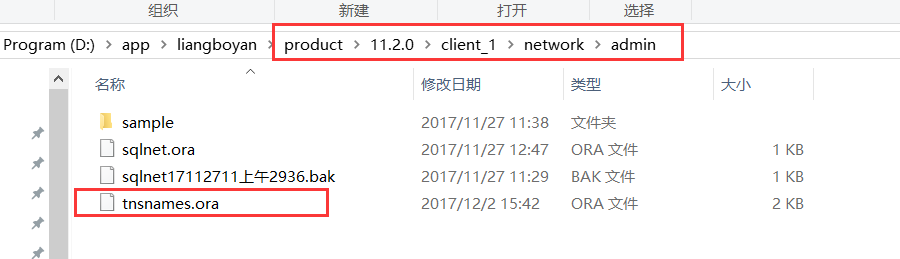 组织 新建 打开 选择
Program (D:) > app > liangboyan > product > 11.2.0 > client_1 > network > admin
名称 修改日期 类型 大小
sample 2017/11/27 11:38 文件夹
sqlnet.ora 2017/11/27 12:47 ORA 文件 1 KB
sqlnet17112711上午2936.bak 2017/11/27 11:29 BAK 文件 1 KB
tnsnames.ora 2017/12/2 15:42 ORA 文件 2 KB